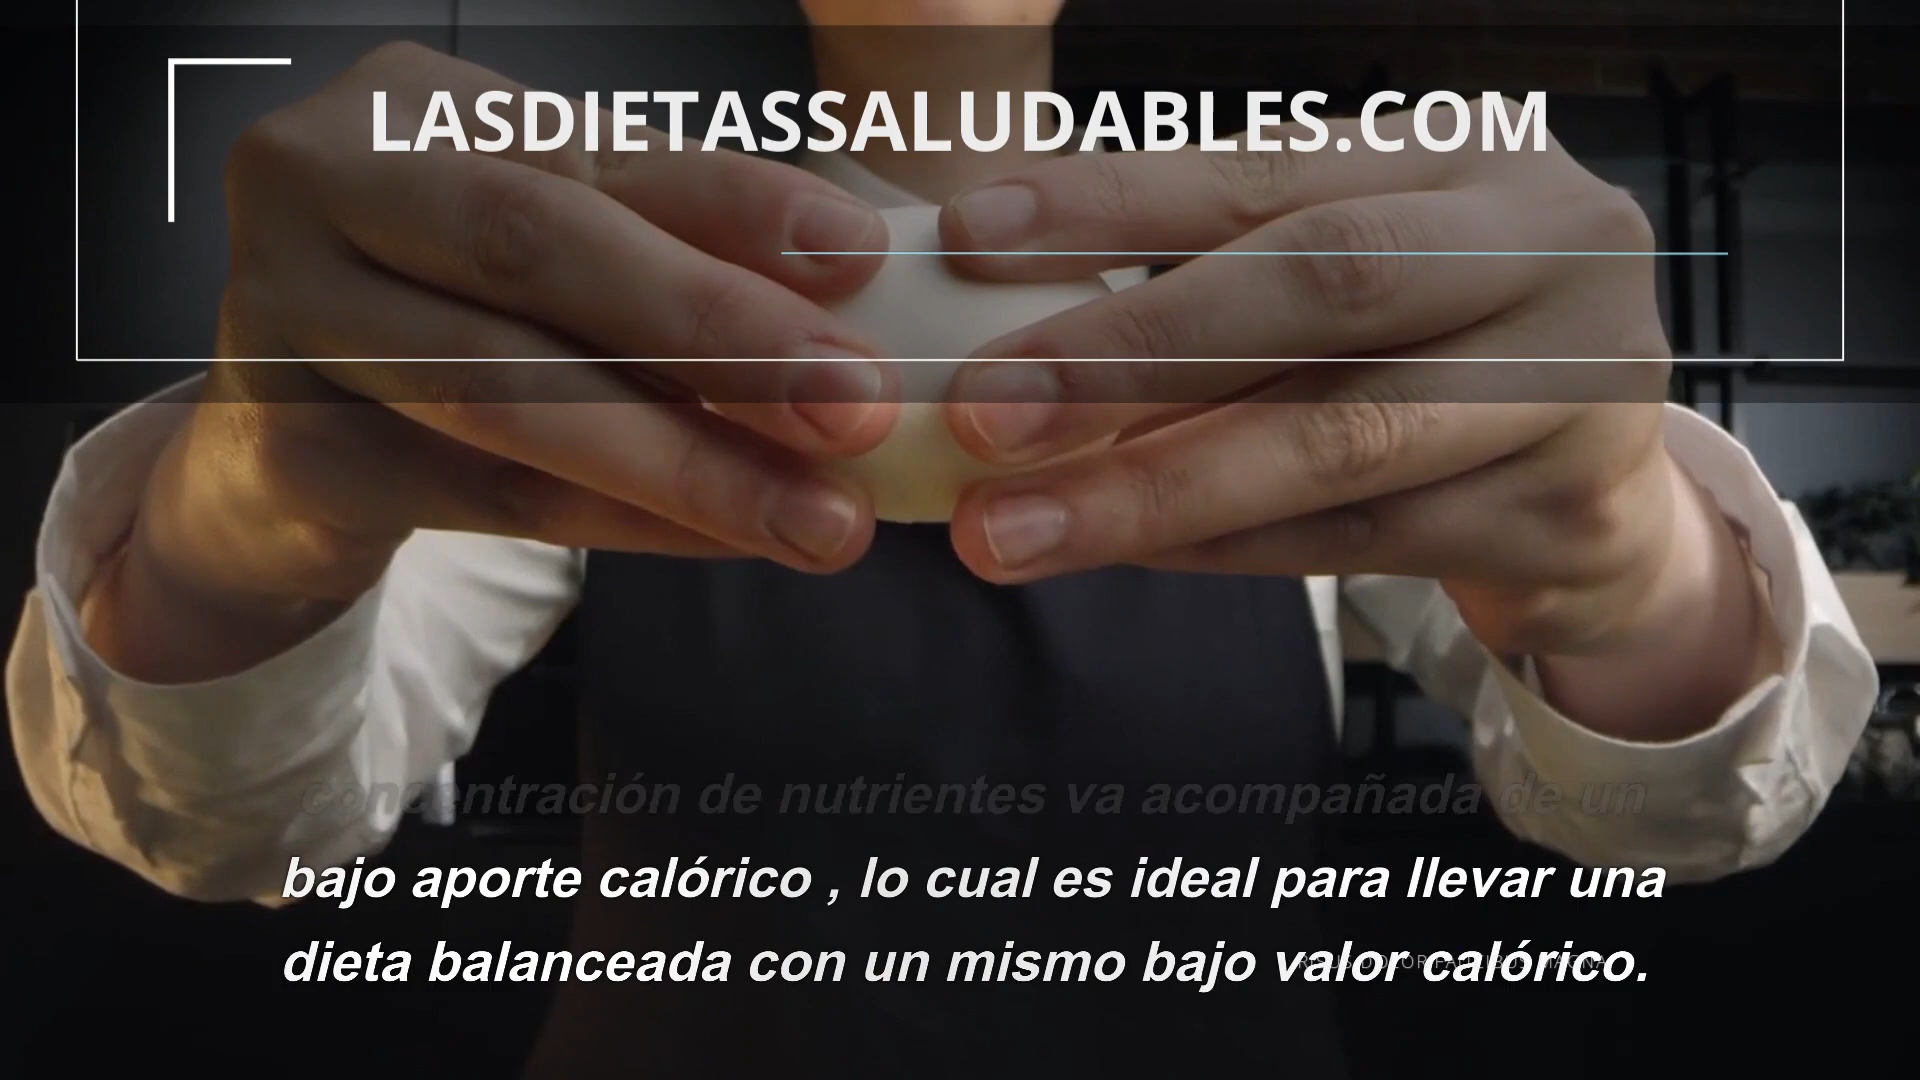 LASDIETASSALUDABLES.COM
concentración de nutrientes va acompañada de un
bajo aporte calórico , lo cual es ideal para llevar una
dieta balanceada con un mismo bajo valor calórico.